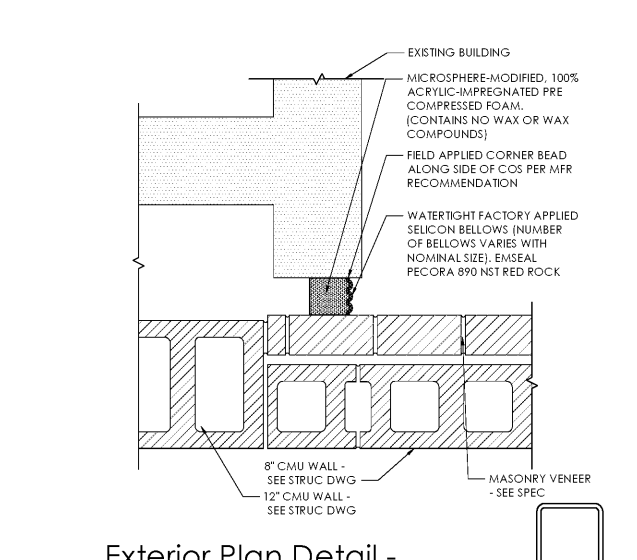 EXISTING BUILDING
MICROSPHERE-MODIFIED, 100%
ACRYLIC-IMPREGNATED PRE
COMPRESSED FOAM.
(CONTAINS NO WAX OR WAX
COMPOUNDS)
FIELD APPLIED CORNER BEAD
ALONG SIDE OF COS PER MFR
RECOMMENDATION
WATERTIGHT FACTORY APPLIED
SELICON BELLOWS (NUMBER
OF BELLOWS VARIES WITH
NOMINAL SIZE). EMSEAL
PECORA 890 NST RED ROCK
8" CMU WALL -
SEE STRUC DWG
12" CMU WALL -
SEE STRUC DWG
MASONRY VENEER
- SEE SPEC
Exterior Plan Detail -